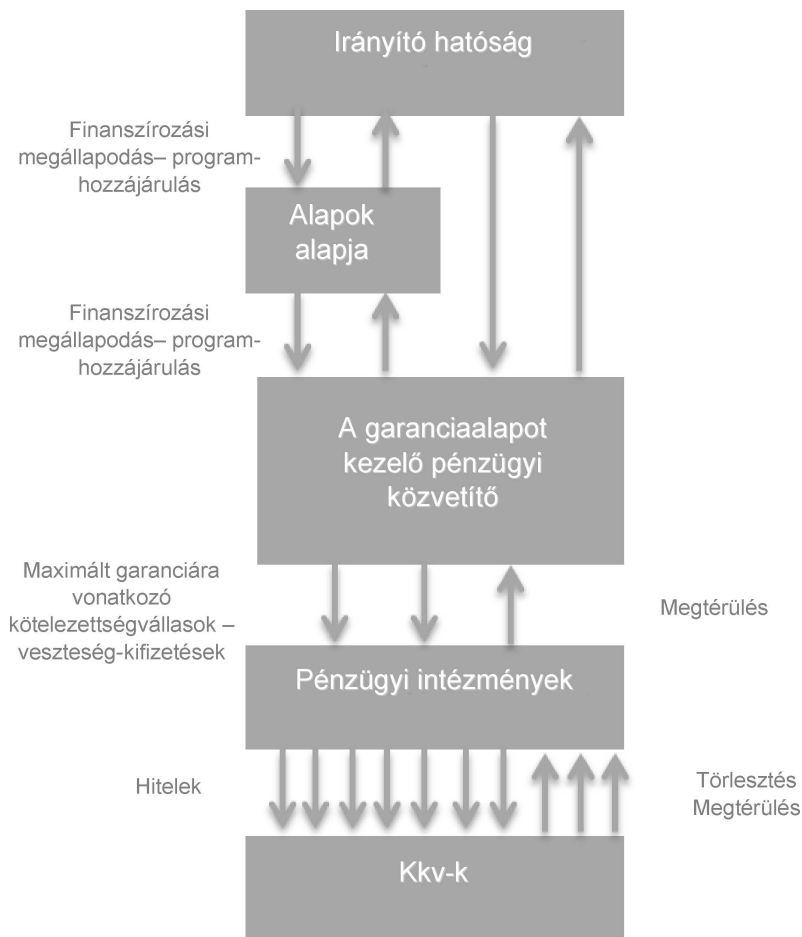 Irányító hatóság
Finanszírozási
megállapodás– program-
hozzájárulás
Alapok
alapja
Finanszírozási
megállapodás– program-
hozzájárulás
A garanciaalapot
kezelő pénzügyi
közvetítő
Maximált garanciára
vonatkozó
kötelezettségvállasok –
veszteség-kifizetések
Megtérülés
Pénzügyi intézmények
Hitelek
Törlesztés
Megtérülés
Kkv-k